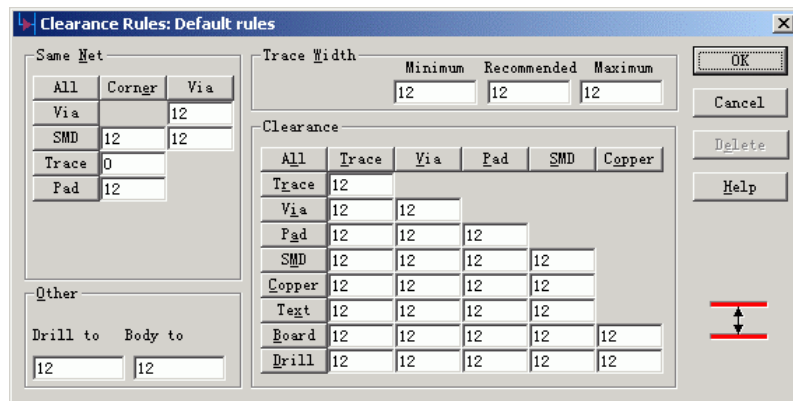 Clearance Rules: Default rules
Same Net
All Corner Via
Via 12
SMD 12 12
Trace 0
Pad 12
Trace Width
Minimum Recommended Maximum
12 12 12
Clearance
All Trace Via Pad SMD Copper
Trace 12
Via 12 12
Pad 12 12 12
SMD 12 12 12 12
Copper 12 12 12 12
Text 12 12 12 12
Board 12 12 12 12 12
Drill 12 12 12 12 12
Other
Drill to Body to
12 12
OK
Cancel
Delete
Help